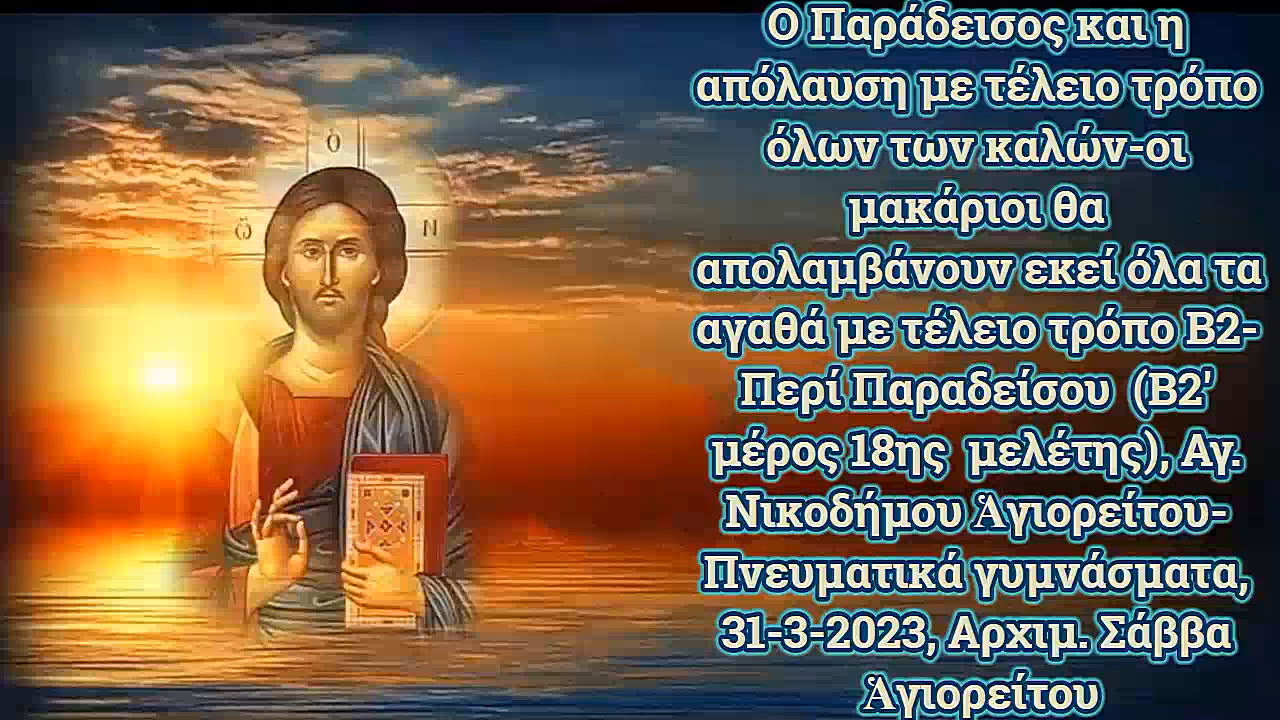 Ο Παράδεισος και η
απόλαυση με τέλειο τρόπο
όλων των καλών-οι
μακάριοι θα
απολαμβάνουν εκεί όλα τα
αγαθά με τέλειο τρόπο Β2-
Περί Παραδείσου (Β2'
μέρος 18ης μελέτης), Αγ.
Νικοδήμου Ἁγιορείτου-
Πνευματικά γυμνάσματα,
31-3-2023, Αρχιμ. Σάββα
Ἁγιορείτου
ὁ
ὤ Ν